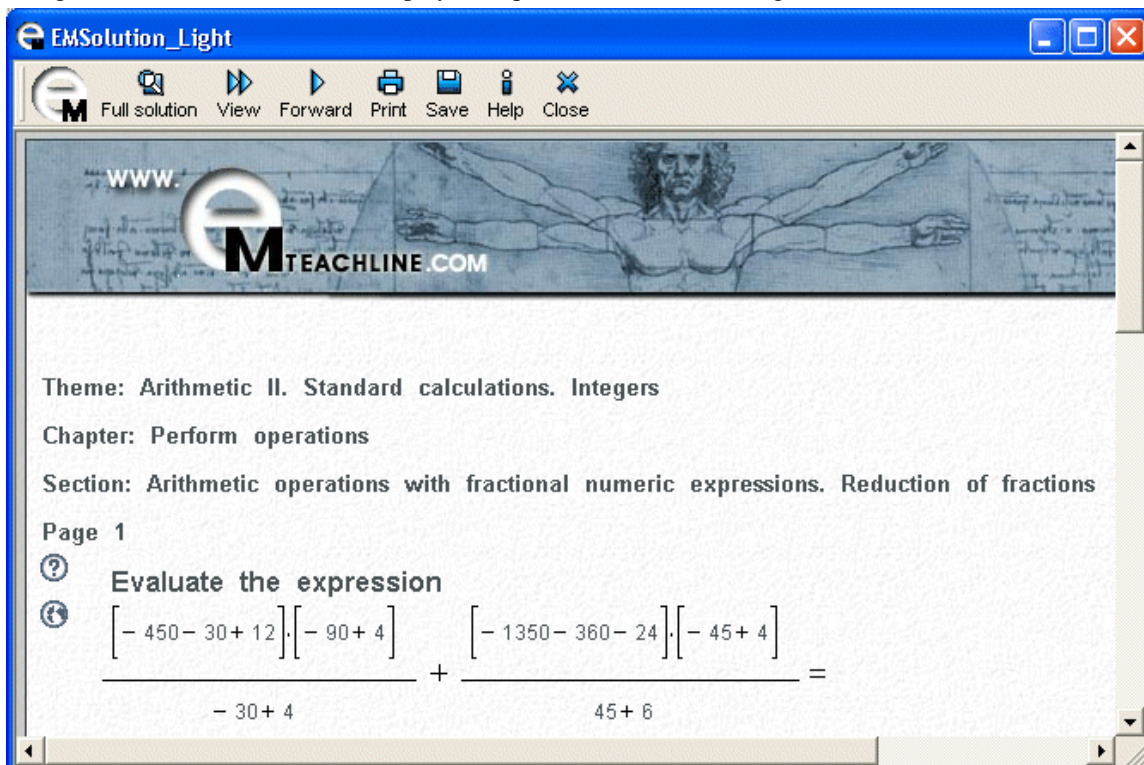 EMSolution_Light
Full solution View Forward Print Save Help Close
www.
eM TEACHLINE.COM
Theme: Arithmetic II. Standard calculations. Integers
Chapter: Perform operations
Section: Arithmetic operations with fractional numeric expressions. Reduction of fractions
Page 1
Evaluate the expression
[- 450 - 30 + 12]·[- 90 + 4] [- 1350 - 360 - 24]·[- 45 + 4]
+ =
- 30 + 4 45 + 6